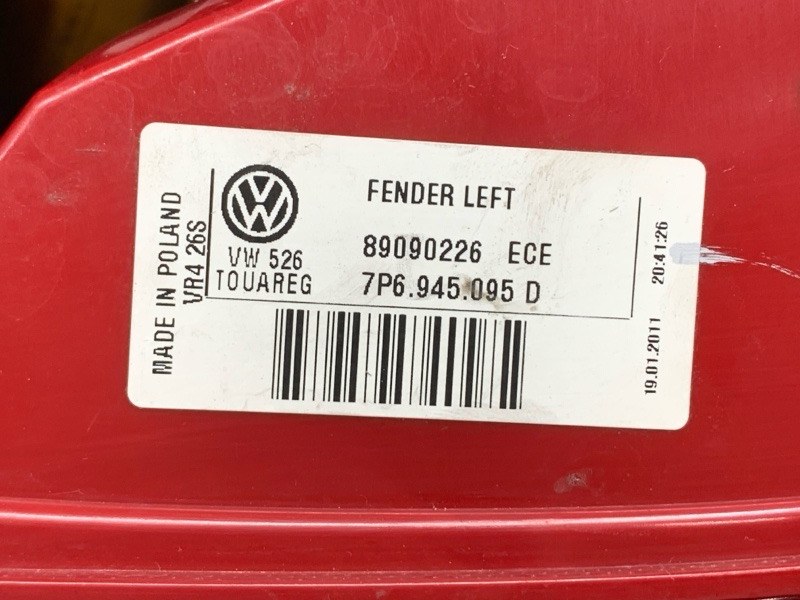 MADE IN POLAND
VR4 26S
VW
VW 526
TOUAREG
FENDER LEFT
89090226 ECE
7P6.945.095 D
19.01.2011 20:41:26